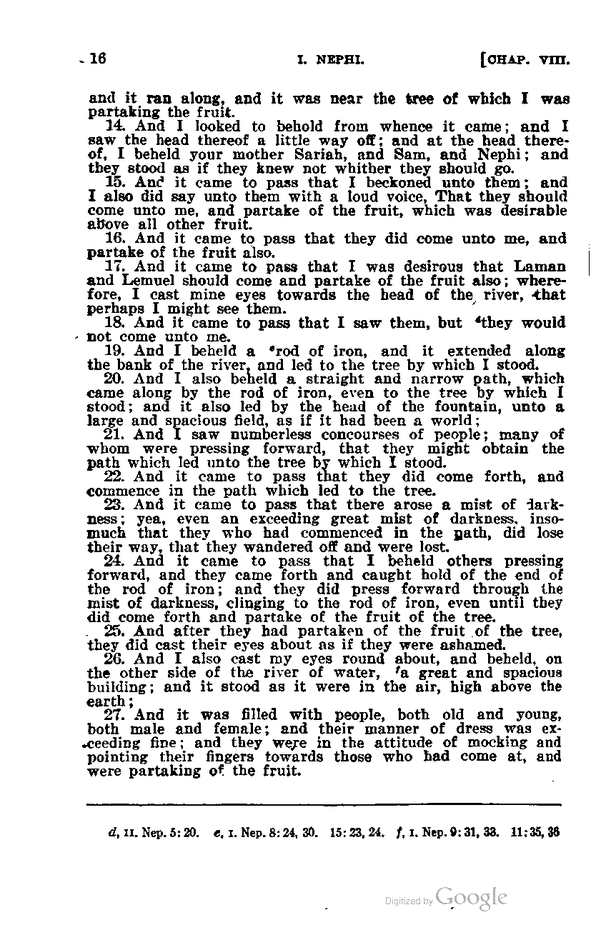 16 I. NEPHI. [CHAP. VIII.
and it ran along, and it was near the tree of which I was
partaking the fruit.
14. And I looked to behold from whence it came; and I
saw the head thereof a little way off; and at the head there-
of, I beheld your mother Sariah, and Sam, and Nephi; and
they stood as if they knew not whither they should go.
15. And it came to pass that I beckoned unto them; and
I also did say unto them with a loud voice, That they should
come unto me, and partake of the fruit, which was desirable
above all other fruit.
16. And it came to pass that they did come unto me, and
partake of the fruit also.
17. And it came to pass that I was desirous that Laman
and Lemuel should come and partake of the fruit also; where-
fore, I cast mine eyes towards the head of the river, that
perhaps I might see them.
18. And it came to pass that I saw them, but dthey would
not come unto me.
19. And I beheld a erod of iron, and it extended along
the bank of the river, and led to the tree by which I stood.
20. And I also beheld a straight and narrow path, which
came along by the rod of iron, even to the tree by which I
stood; and it also led by the head of the fountain, unto a
large and spacious field, as if it had been a world;
21. And I saw numberless concourses of people; many of
whom were pressing forward, that they might obtain the
path which led unto the tree by which I stood.
22. And it came to pass that they did come forth, and
commence in the path which led to the tree.
23. And it came to pass that there arose a mist of dark-
ness; yea, even an exceeding great mist of darkness, inso-
much that they who had commenced in the path, did lose
their way, that they wandered off and were lost.
24. And it came to pass that I beheld others pressing
forward, and they came forth and caught hold of the end of
the rod of iron; and they did press forward through the
mist of darkness, clinging to the rod of iron, even until they
did come forth and partake of the fruit of the tree.
25. And after they had partaken of the fruit of the tree,
they did cast their eyes about as if they were ashamed.
26. And I also cast my eyes round about, and beheld, on
the other side of the river of water, fa great and spacious
building; and it stood as it were in the air, high above the
earth;
27. And it was filled with people, both old and young,
both male and female; and their manner of dress was ex-
ceeding fine; and they were in the attitude of mocking and
pointing their fingers towards those who had come at, and
were partaking of the fruit.
d, II. Nep. 5:20. e, I. Nep. 8:24, 30. 15:23, 24. f, I. Nep. 9:31, 33. 11:35, 36
Digitized by Google